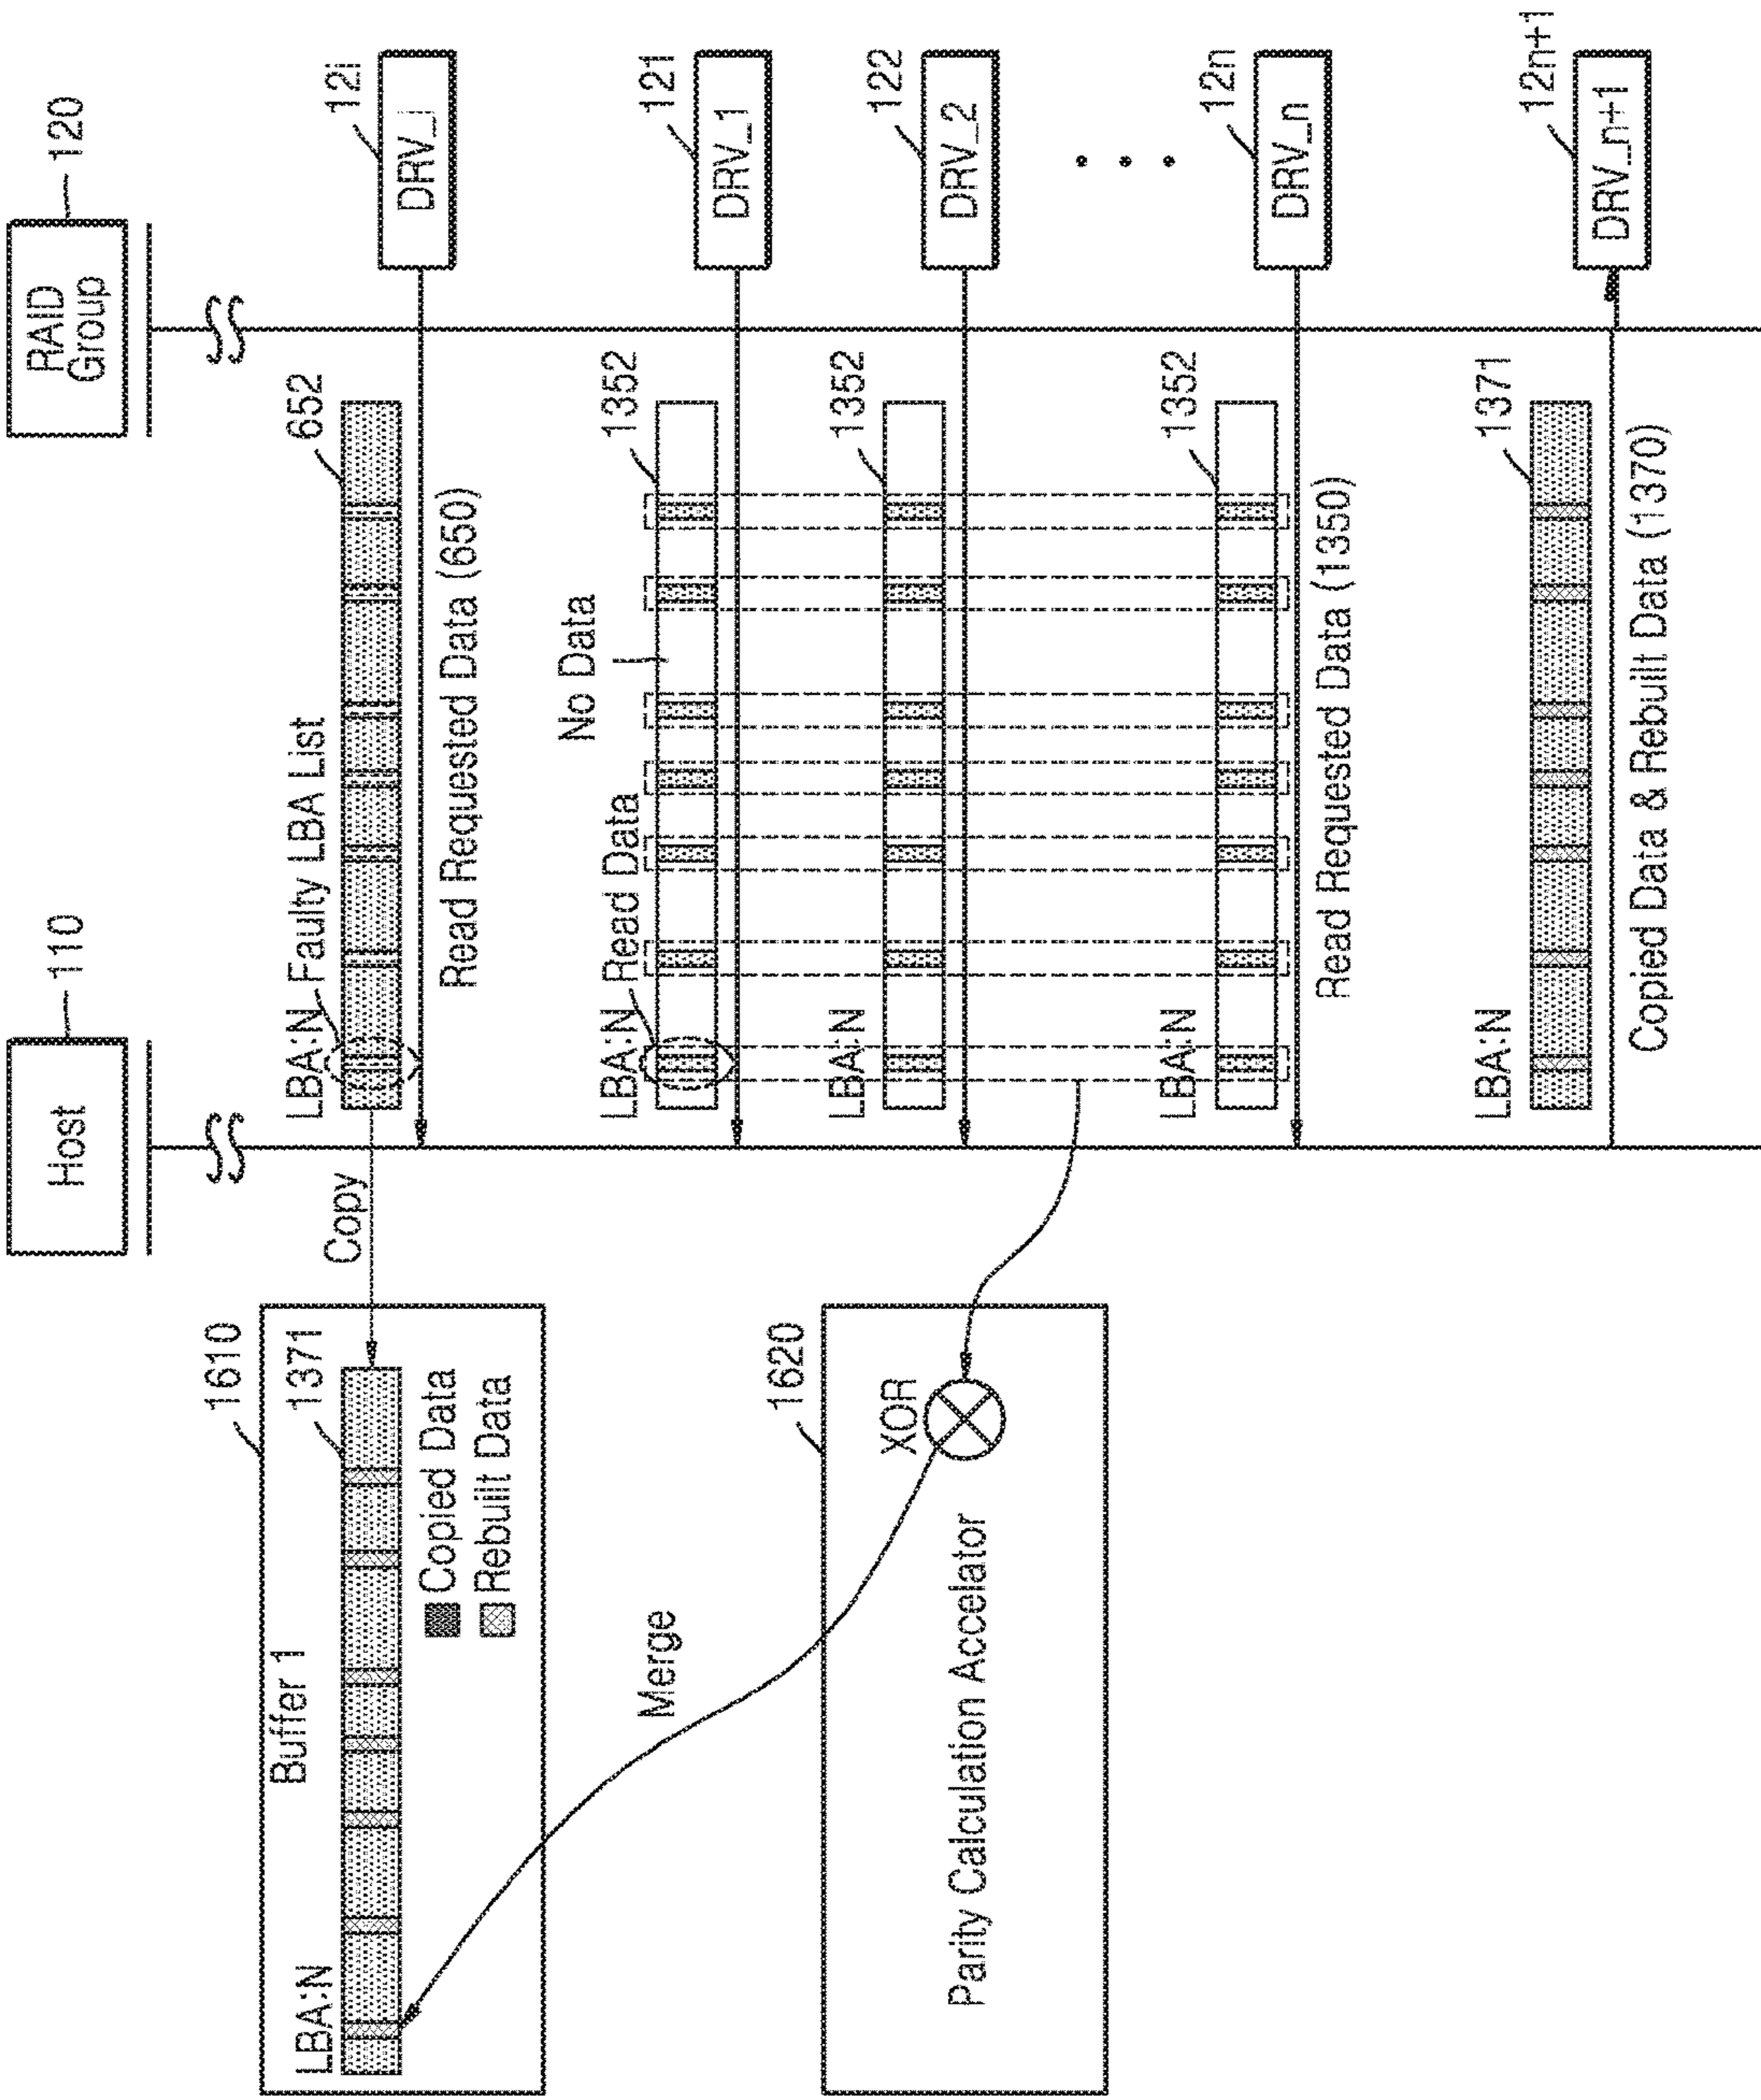 Host
110
RAID
Group
120
1610
Buffer 1
LBA:N
1371
Copied Data
Rebuilt Data
Copy
LBA:N
Faulty LBA List
652
DRV_i
12i
Read Requested Data (650)
Merge
LBA:N
Read Data
No Data
1352
DRV_1
121
1620
XOR
Parity Calculation Accelator
LBA:N
1352
DRV_2
122
LBA:N
1352
DRV_n
12n
Read Requested Data (1350)
LBA:N
1371
DRV_n+1
12n+1
Copied Data & Rebuilt Data (1370)